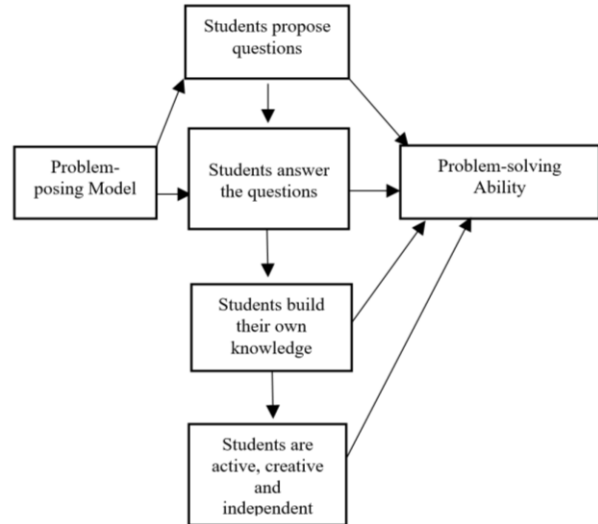 Students propose
questions
Problem-
posing Model
Students answer
the questions
Problem-solving
Ability
Students build
their own
knowledge
Students are
active, creative
and
independent